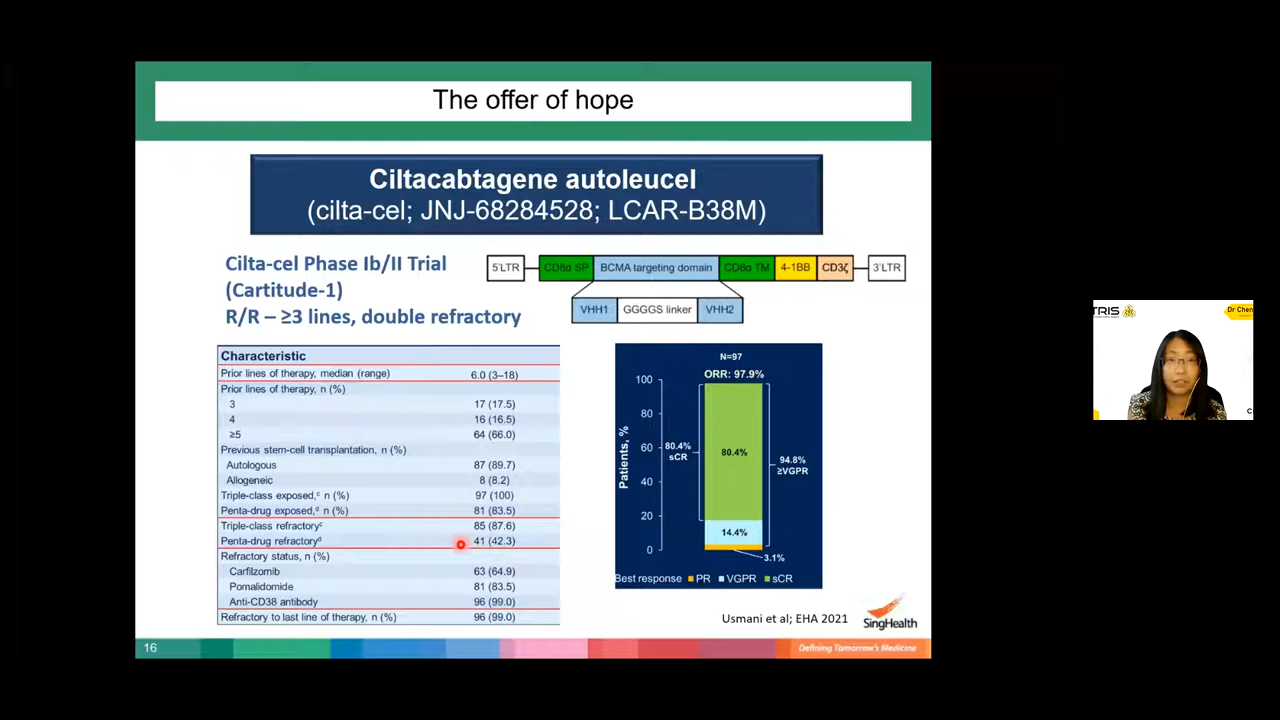 The offer of hope
Ciltacabtagene autoleucel
(cilta-cel; JNJ-68284528; LCAR-B38M)
Cilta-cel Phase Ib/II Trial
(Cartitude-1)
R/R – ≥3 lines, double refractory
5'LTR CD8α SP BCMA targeting domain CD8α TM 4-1BB CD3ζ 3'LTR
VHH1 GGGGS linker VHH2
Characteristic
Prior lines of therapy, median (range) 6.0 (3–18)
Prior lines of therapy, n (%)
3 17 (17.5)
4 16 (16.5)
≥5 64 (66.0)
Previous stem-cell transplantation, n (%)
Autologous 87 (89.7)
Allogeneic 8 (8.2)
Triple-class exposed,c n (%) 97 (100)
Penta-drug exposed,d n (%) 81 (83.5)
Triple-class refractoryc 85 (87.6)
Penta-drug refractoryd 41 (42.3)
Refractory status, n (%)
Carfilzomib 63 (64.9)
Pomalidomide 81 (83.5)
Anti-CD38 antibody 96 (99.0)
Refractory to last line of therapy, n (%) 96 (99.0)
N=97
ORR: 97.9%
Patients, %
100
80
60
40
20
0
80.4%
sCR
80.4%
14.4%
94.8%
≥VGPR
3.1%
Best response PR VGPR sCR
Usmani et al; EHA 2021
SingHealth
16
Defining Tomorrow's Medicine
TRIS
Dr Chen
C